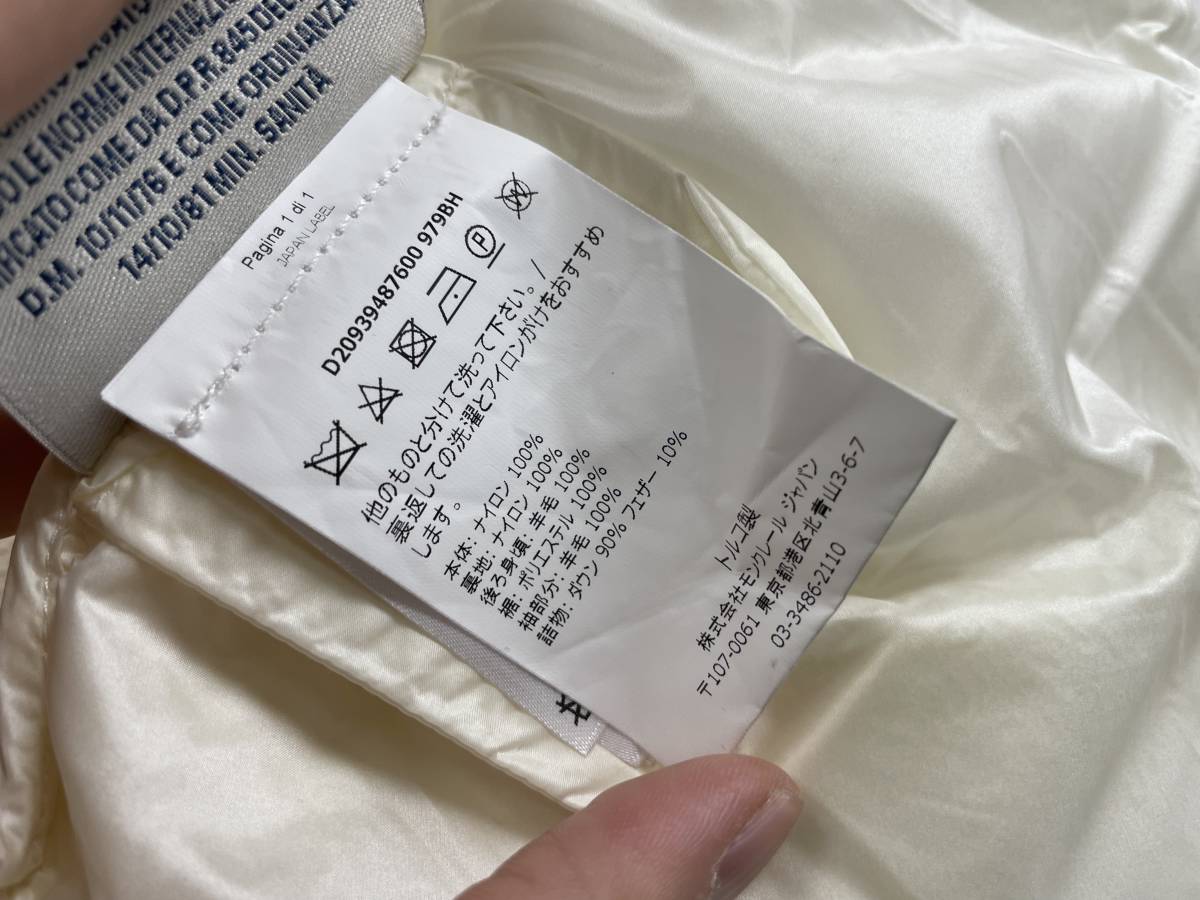 OLE NORME INTERNAZI
IFICATO COME DA D.P.R. 845 DEL
D.M. 10/11/76 E COME ORDINANZA
14/10/81 MIN. SANITA
Pagina 1 di 1
JAPAN LABEL
D20939487600 979BH
P
W
他のものと分けて洗って下さい。/
裏返しての洗濯とアイロンがけをおすすめ
します。
本体: ナイロン 100%
裏地: ナイロン 100%
後ろ身頃: 羊毛 100%
裾: ポリエステル 100%
袖部分: 羊毛 100%
詰物: ダウン 90% フェザー 10%
トルコ製
株式会社モンクレール ジャパン
〒107-0061 東京都港区北青山3-6-7
03-3486-2110